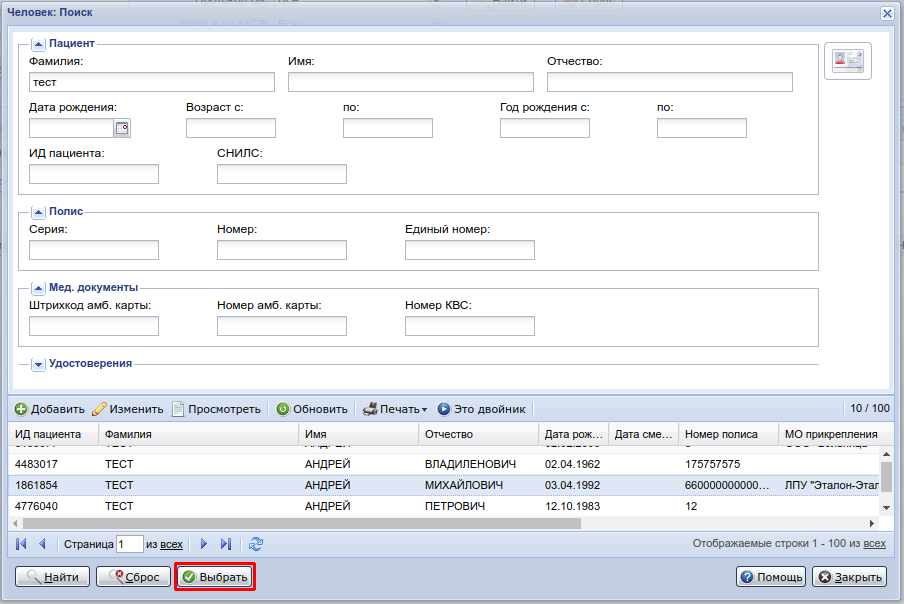 Человек: Поиск
Пациент
Фамилия: Имя: Отчество:
тест
Дата рождения: Возраст с: по: Год рождения с: по:
ИД пациента: СНИЛС:
Полис
Серия: Номер: Единый номер:
Мед. документы
Штрихкод амб. карты: Номер амб. карты: Номер КВС:
Удостоверения
Добавить Изменить Просмотреть Обновить Печать Это двойник 10 / 100
ИД пациента Фамилия Имя Отчество Дата рож... Дата сме... Номер полиса МО прикрепления
4483017 ТЕСТ АНДРЕЙ ВЛАДИЛЕНОВИЧ 02.04.1962 175757575
1861854 ТЕСТ АНДРЕЙ МИХАЙЛОВИЧ 03.04.1992 660000000000... ЛПУ "Эталон-Этал
4776040 ТЕСТ АНДРЕЙ ПЕТРОВИЧ 12.10.1983 12
Страница 1 из всех Отображаемые строки 1 - 100 из всех
Найти Сброс Выбрать Помощь Закрыть